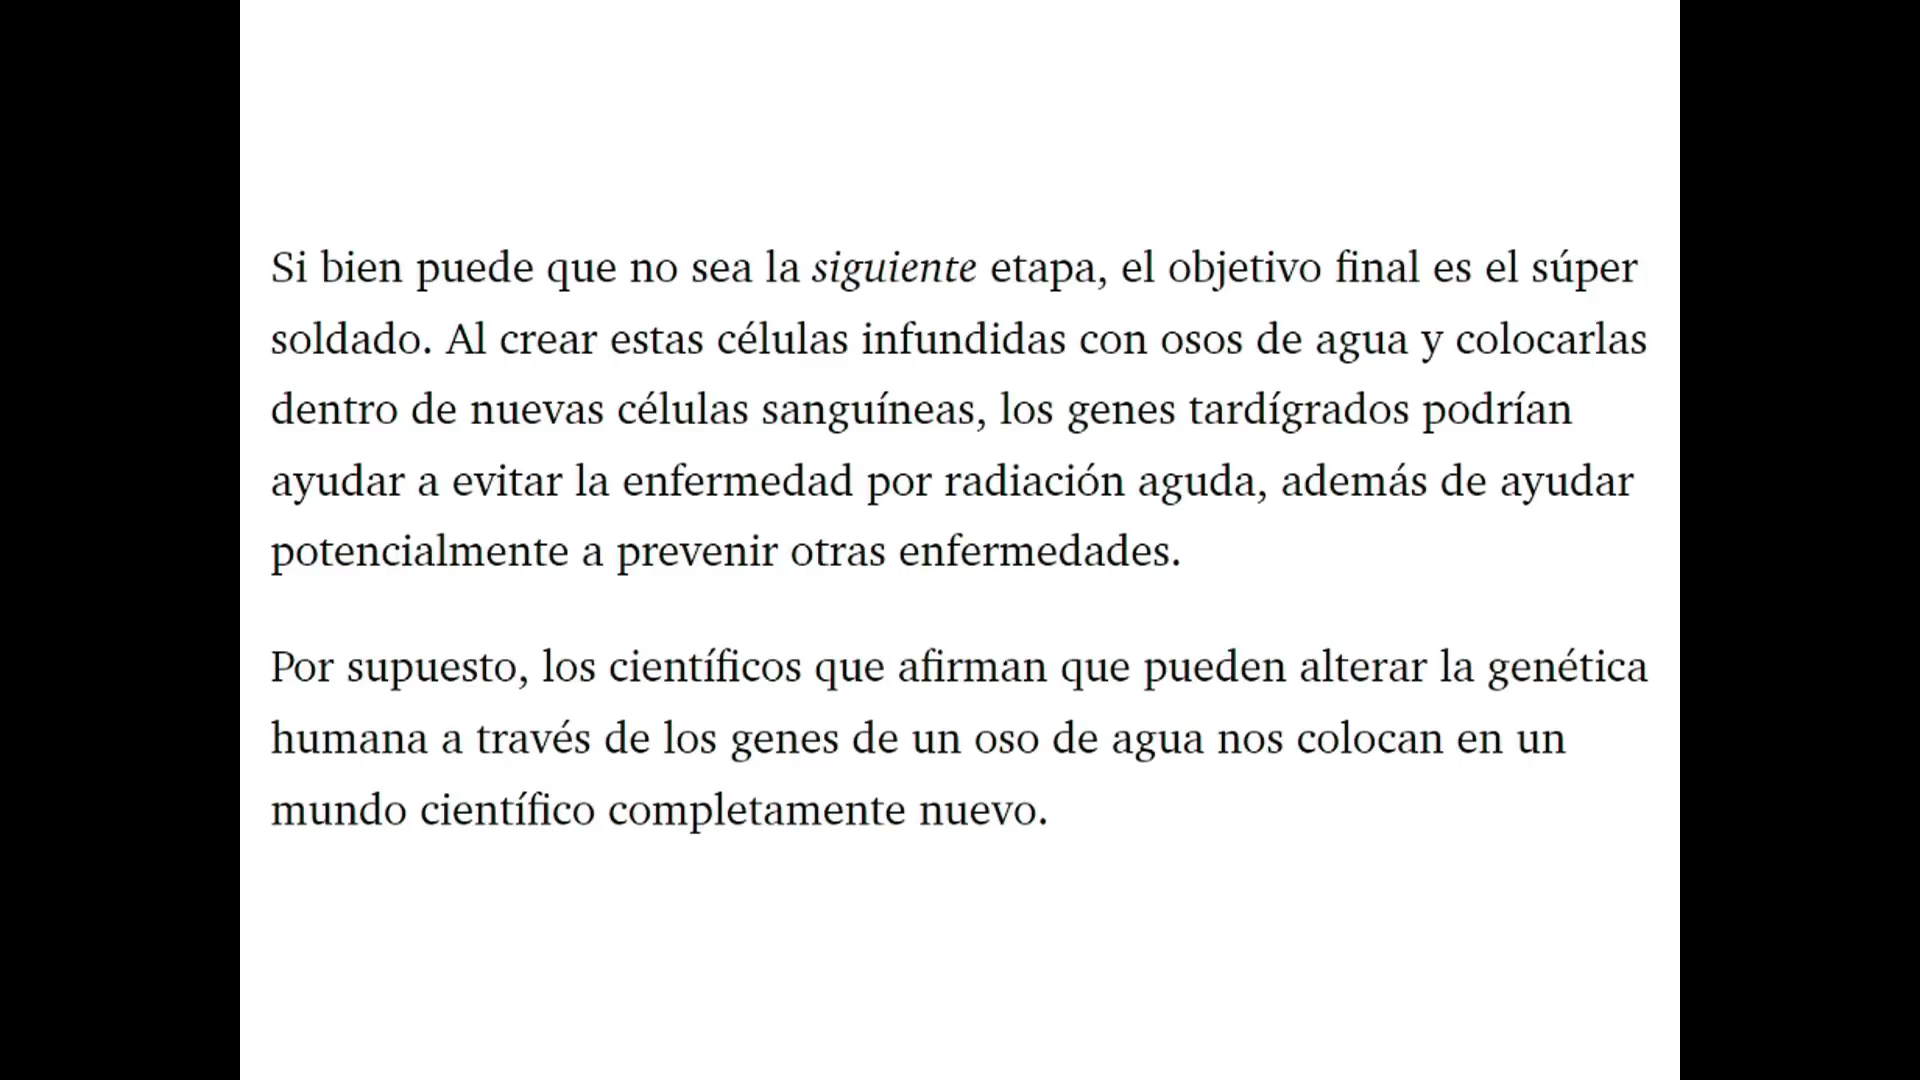 Si bien puede que no sea la siguiente etapa, el objetivo final es el súper
soldado. Al crear estas células infundidas con osos de agua y colocarlas
dentro de nuevas células sanguíneas, los genes tardígrados podrían
ayudar a evitar la enfermedad por radiación aguda, además de ayudar
potencialmente a prevenir otras enfermedades.
Por supuesto, los científicos que afirman que pueden alterar la genética
humana a través de los genes de un oso de agua nos colocan en un
mundo científico completamente nuevo.